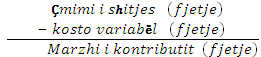 Çmimi i shitjes (fjetje)
− kosto variabël (fjetje)
Marzhi i kontributit (fjetje)